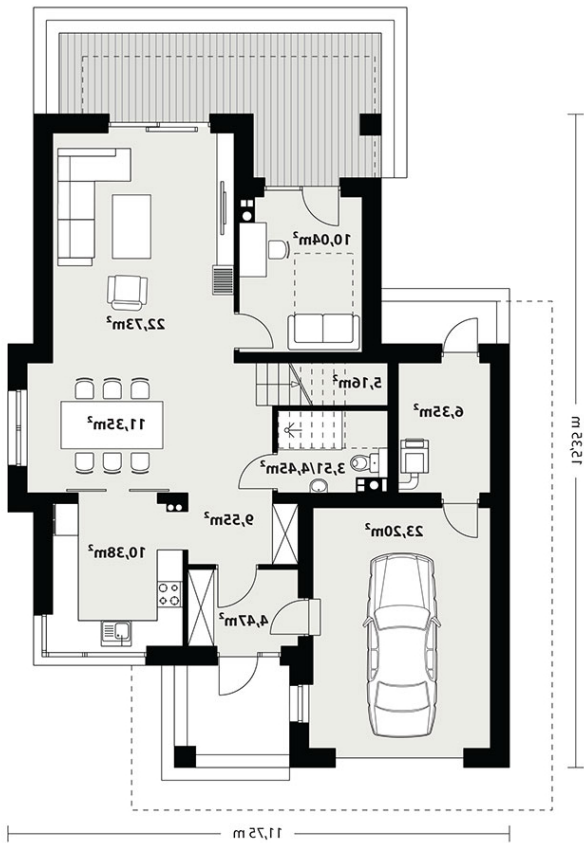 10,04m²
22,73m²
5,16m²
6,35m²
11,35m²
3,51/4,45m²
9,55m²
23,20m²
10,38m²
4,47m²
15,35 m
11,75 m